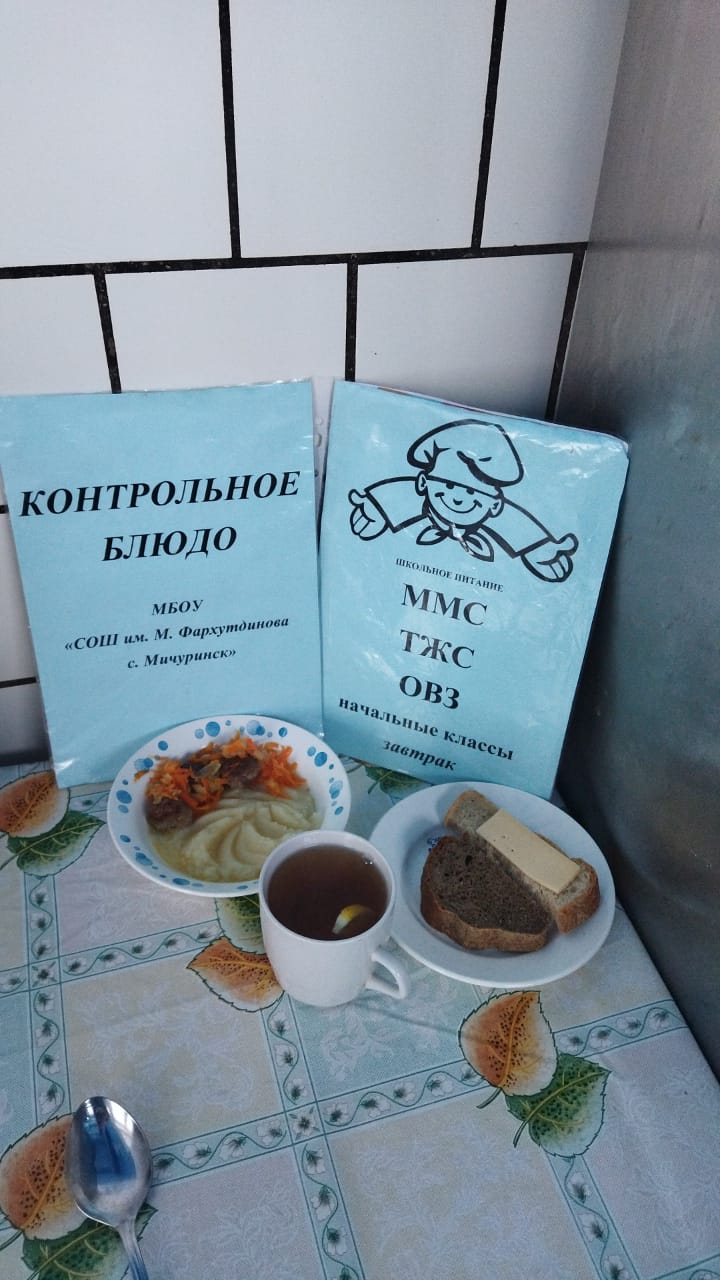 КОНТРОЛЬНОЕ
БЛЮДО
МБОУ
«СОШ им. М. Фархутдинова
с. Мичуринск»
ШКОЛЬНОЕ ПИТАНИЕ
ММС
ТЖС
ОВЗ
начальные классы
завтрак